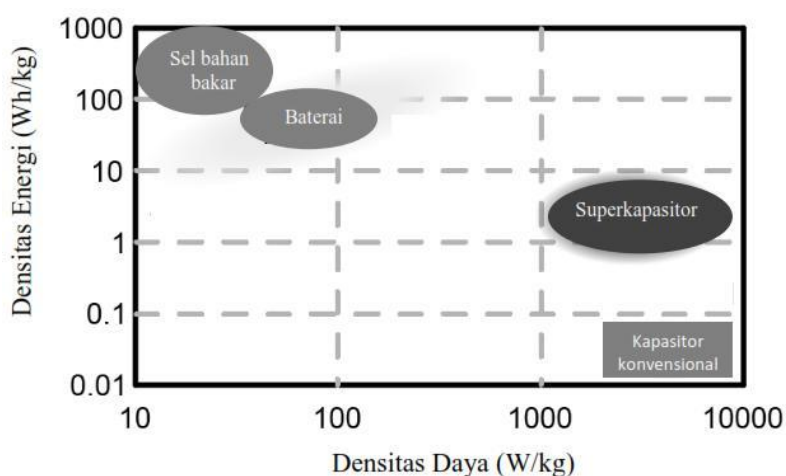 Densitas Energi (Wh/kg)
1000
100
10
1
0.1
0.01
Sel bahan
bakar
Baterai
Superkapasitor
Kapasitor
konvensional
10
100
1000
10000
Densitas Daya (W/kg)